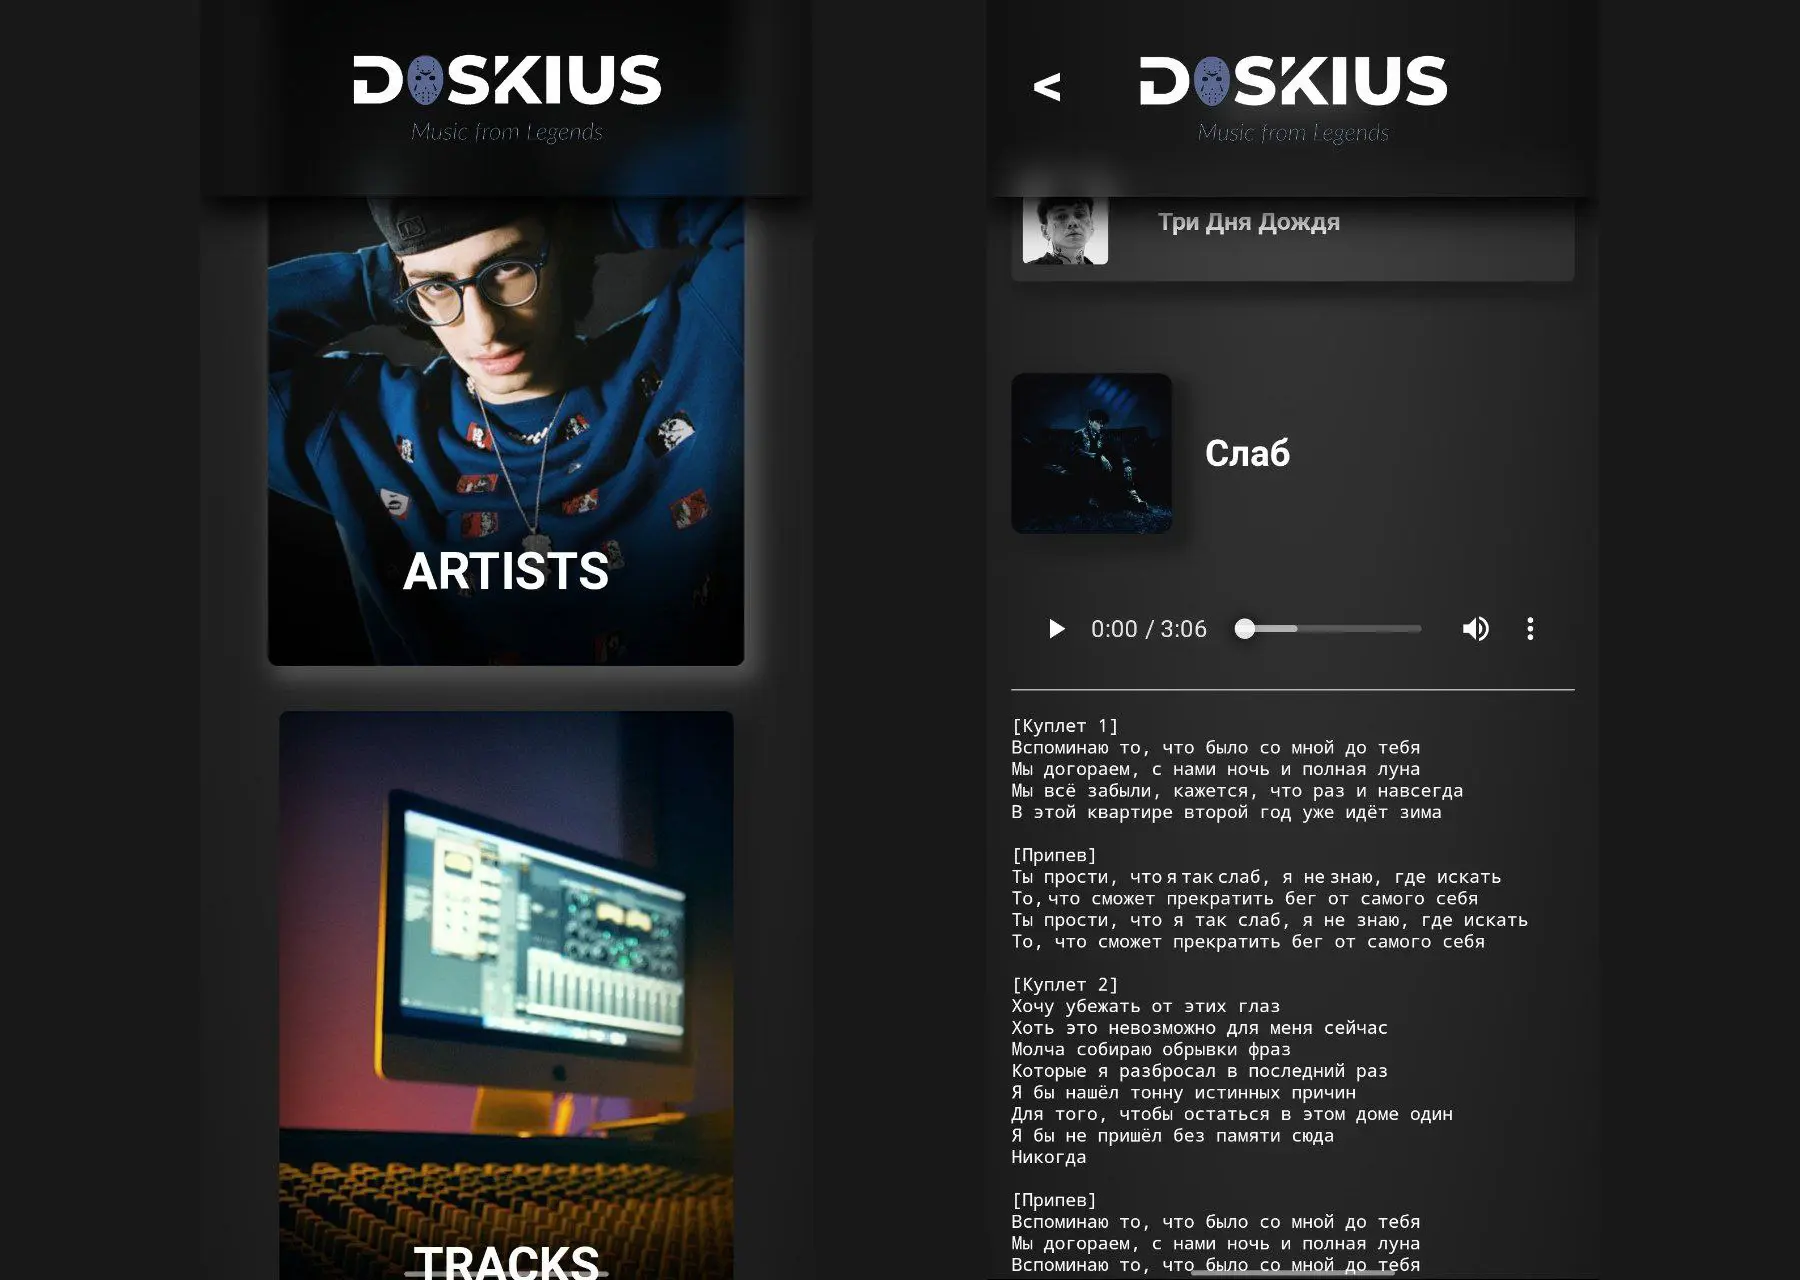 DOSKIUS
Music from Legends
ARTISTS
TRACKS
<
DOSKIUS
Music from Legends
Три Дня Дождя
Слаб
0:00 / 3:06
[Куплет 1]
Вспоминаю то, что было со мной до тебя
Мы догораем, с нами ночь и полная луна
Мы всё забыли, кажется, что раз и навсегда
В этой квартире второй год уже идёт зима
[Припев]
Ты прости, что я так слаб, я не знаю, где искать
То, что сможет прекратить бег от самого себя
Ты прости, что я так слаб, я не знаю, где искать
То, что сможет прекратить бег от самого себя
[Куплет 2]
Хочу убежать от этих глаз
Хоть это невозможно для меня сейчас
Молча собираю обрывки фраз
Которые я разбросал в последний раз
Я бы нашёл тонну истинных причин
Для того, чтобы остаться в этом доме один
Я бы не пришёл без памяти сюда
Никогда
[Припев]
Вспоминаю то, что было со мной до тебя
Мы догораем, с нами ночь и полная луна
Вспоминаю то, что было со мной до тебя